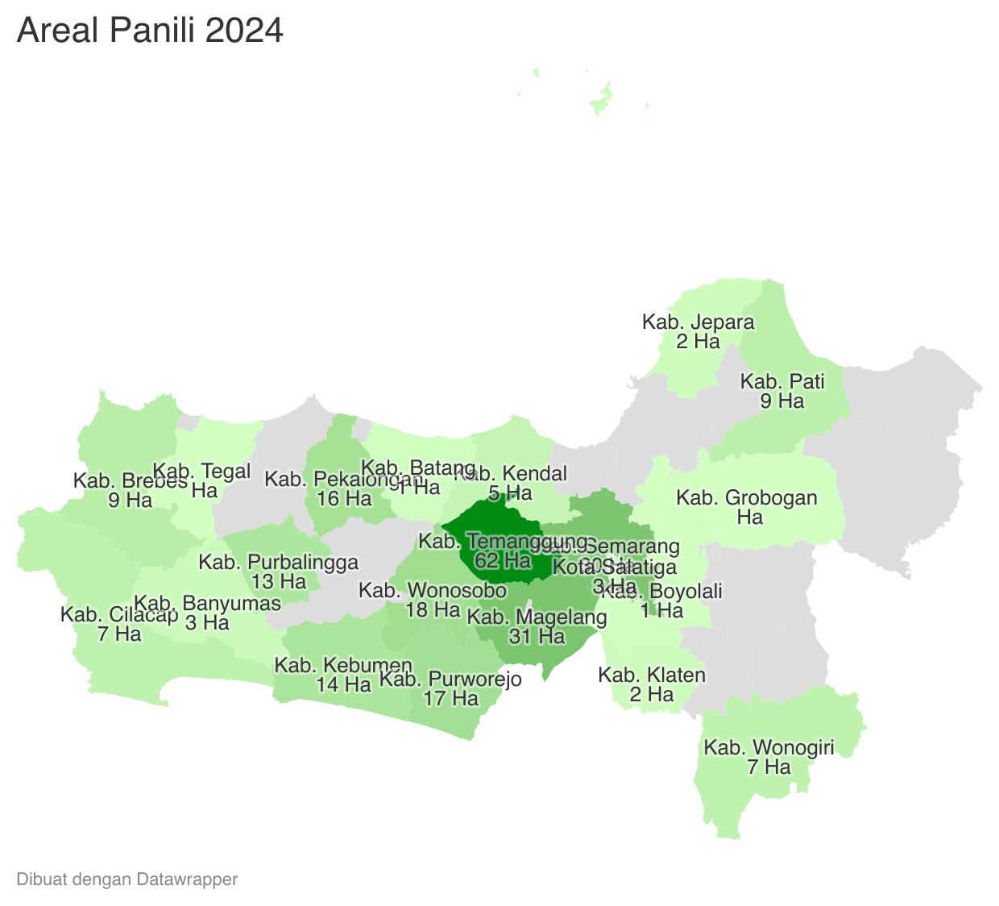 Areal Panili 2024
Kab. Jepara
2 Ha
Kab. Pati
9 Ha
Kab. Brebes
9 Ha
Kab. Tegal
Ha
Kab. Pekalongan
16 Ha
Kab. Batang
1 Ha
Kab. Kendal
5 Ha
Kab. Grobogan
Ha
Kab. Temanggung
62 Ha
Kab. Semarang
30 Ha
Kota Salatiga
3 Ha
Kab. Purbalingga
13 Ha
Kab. Wonosobo
18 Ha
Kab. Boyolali
1 Ha
Kab. Cilacap
7 Ha
Kab. Banyumas
3 Ha
Kab. Magelang
31 Ha
Kab. Kebumen
14 Ha
Kab. Purworejo
17 Ha
Kab. Klaten
2 Ha
Kab. Wonogiri
7 Ha
Dibuat dengan Datawrapper